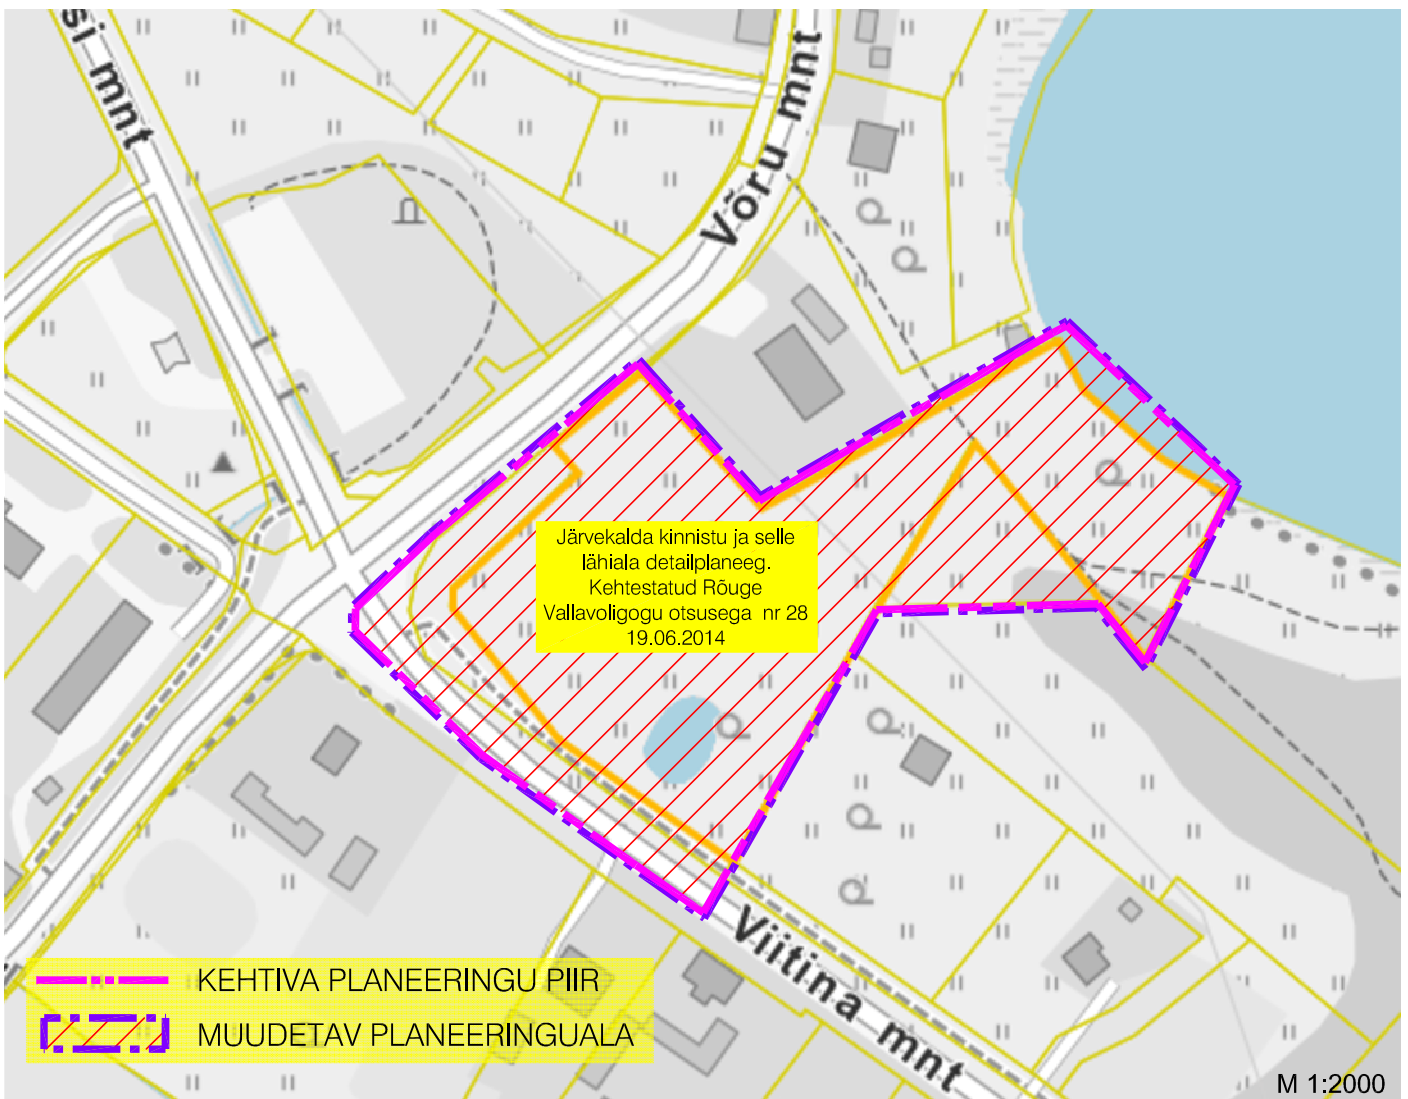 si mnt
Võru mnt
Järvekalda kinnistu ja selle
lähiala detailplaneeg.
Kehtestatud Rõuge
Vallavoligogu otsusega nr 28
19.06.2014
Viitina mnt
KEHTIVA PLANEERINGU PIIR
MUUDETAV PLANEERINGUALA
M 1:2000